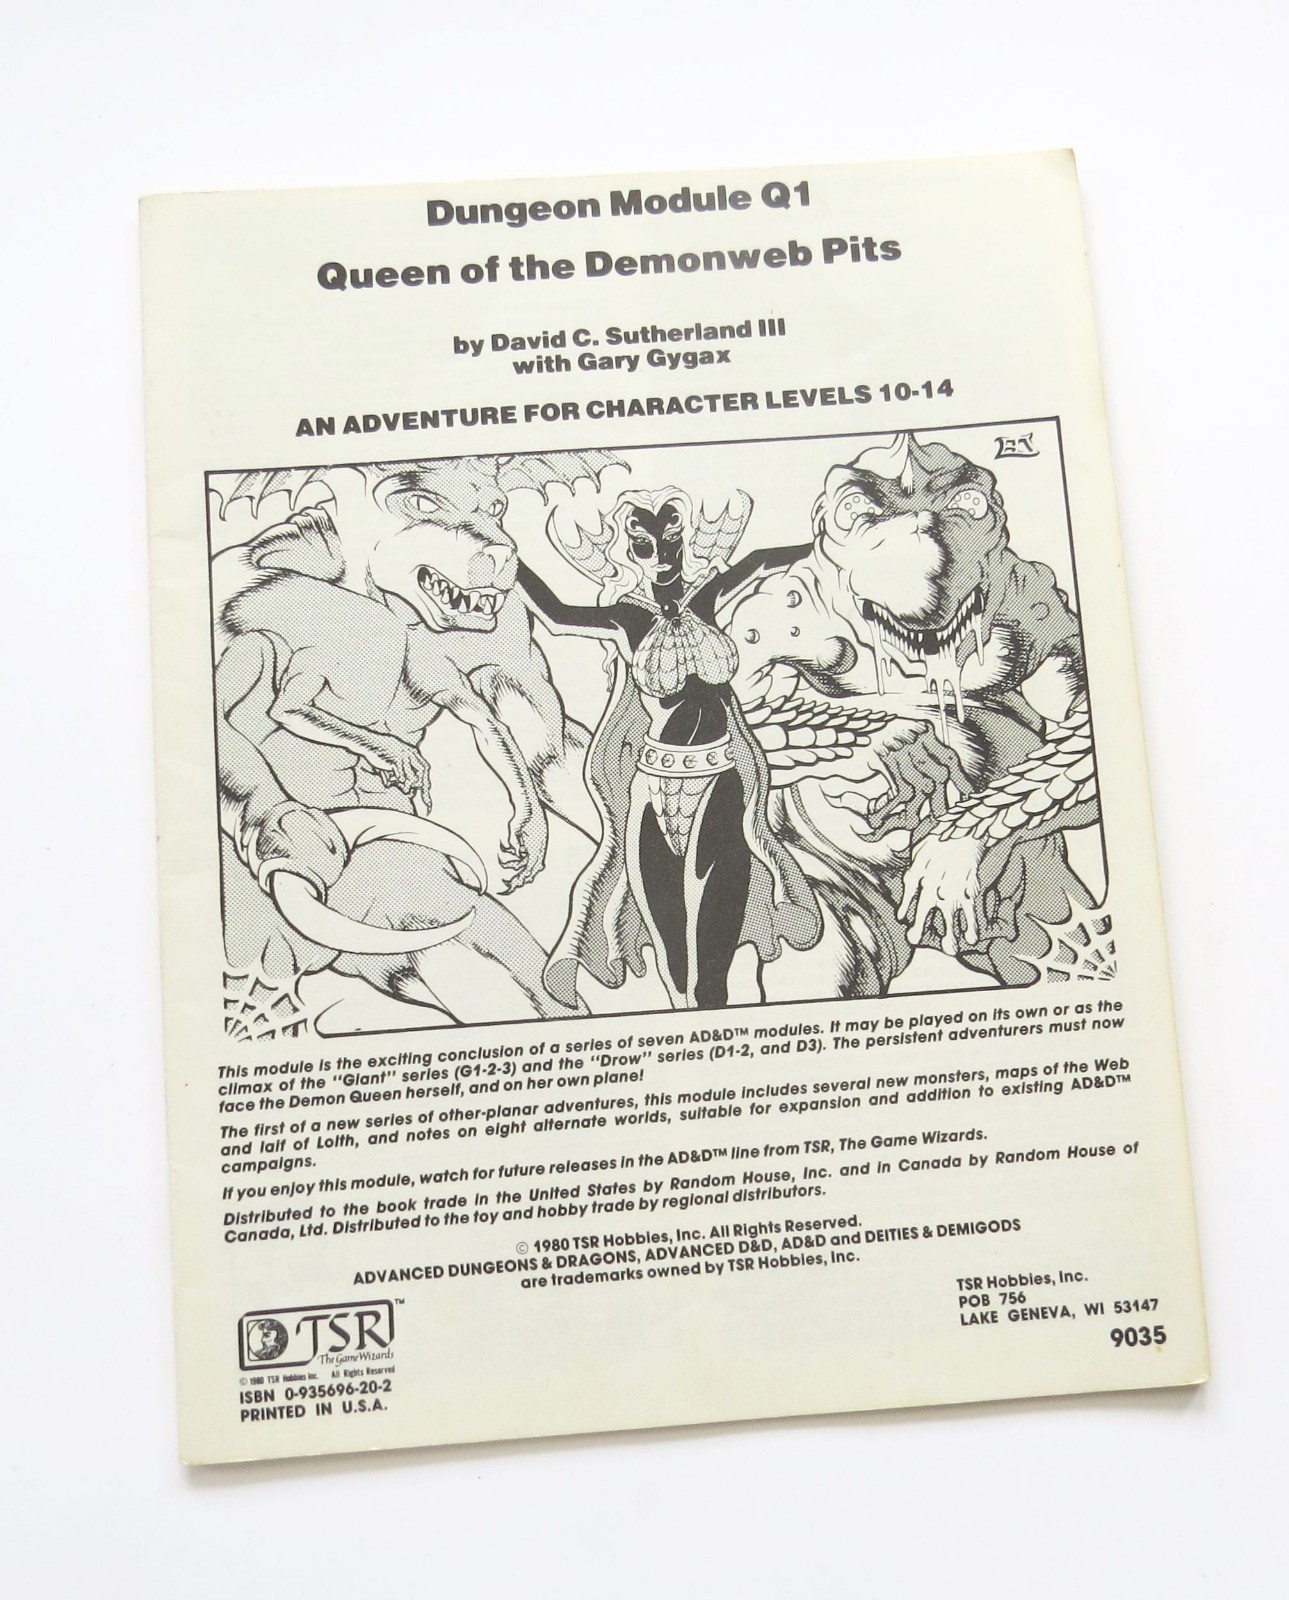 Dungeon Module Q1
Queen of the Demonweb Pits
by David C. Sutherland III
with Gary Gygax
AN ADVENTURE FOR CHARACTER LEVELS 10-14
This module is the exciting conclusion of a series of seven AD&D™ modules. It may be played on its own or as the
climax of the "Giant" series (G1-2-3) and the "Drow" series (D1-2, and D3). The persistent adventurers must now
face the Demon Queen herself, and on her own plane!
The first of a new series of other-planar adventures, this module includes several new monsters, maps of the Web
and lair of Lolth, and notes on eight alternate worlds, suitable for expansion and addition to existing AD&D™
campaigns.
If you enjoy this module, watch for future releases in the AD&D™ line from TSR, The Game Wizards.
Distributed to the book trade in the United States by Random House, Inc. and in Canada by Random House of
Canada, Ltd. Distributed to the toy and hobby trade by regional distributors.
© 1980 TSR Hobbies, Inc. All Rights Reserved.
ADVANCED DUNGEONS & DRAGONS, ADVANCED D&D, AD&D and DEITIES & DEMIGODS
are trademarks owned by TSR Hobbies, Inc.
TSR Hobbies, Inc.
POB 756
LAKE GENEVA, WI 53147
9035
TSR™
The Game Wizards
© 1980 TSR Hobbies Inc. All Rights Reserved
ISBN 0-935696-20-2
PRINTED IN U.S.A.